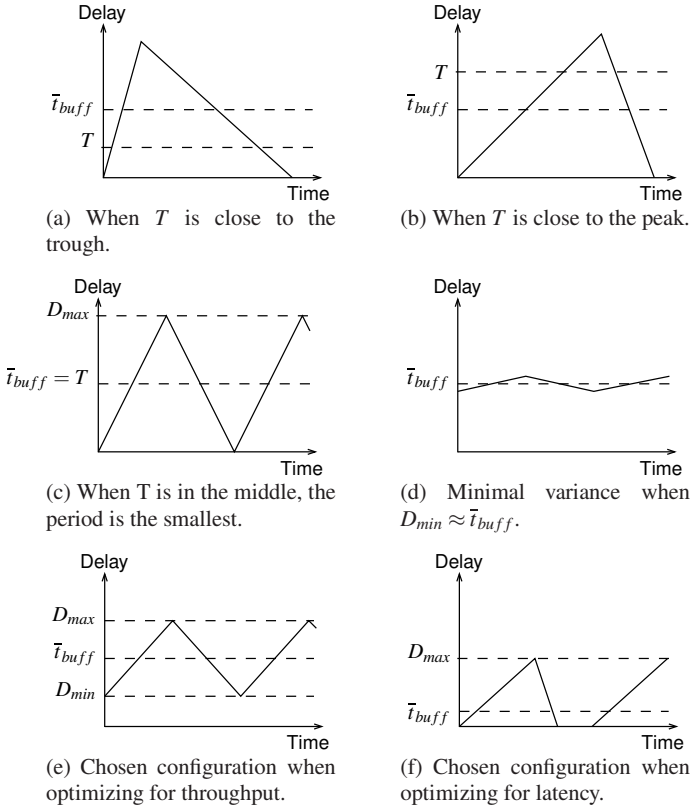 Delay
t̄buff
T
Time
(a) When T is close to the
trough.
Delay
T
t̄buff
Time
(b) When T is close to the peak.
Delay
Dmax
t̄buff = T
Time
(c) When T is in the middle, the
period is the smallest.
Delay
t̄buff
Time
(d) Minimal variance when
Dmin ≈ t̄buff.
Delay
Dmax
t̄buff
Dmin
Time
(e) Chosen configuration when
optimizing for throughput.
Delay
Dmax
t̄buff
Time
(f) Chosen configuration when
optimizing for latency.